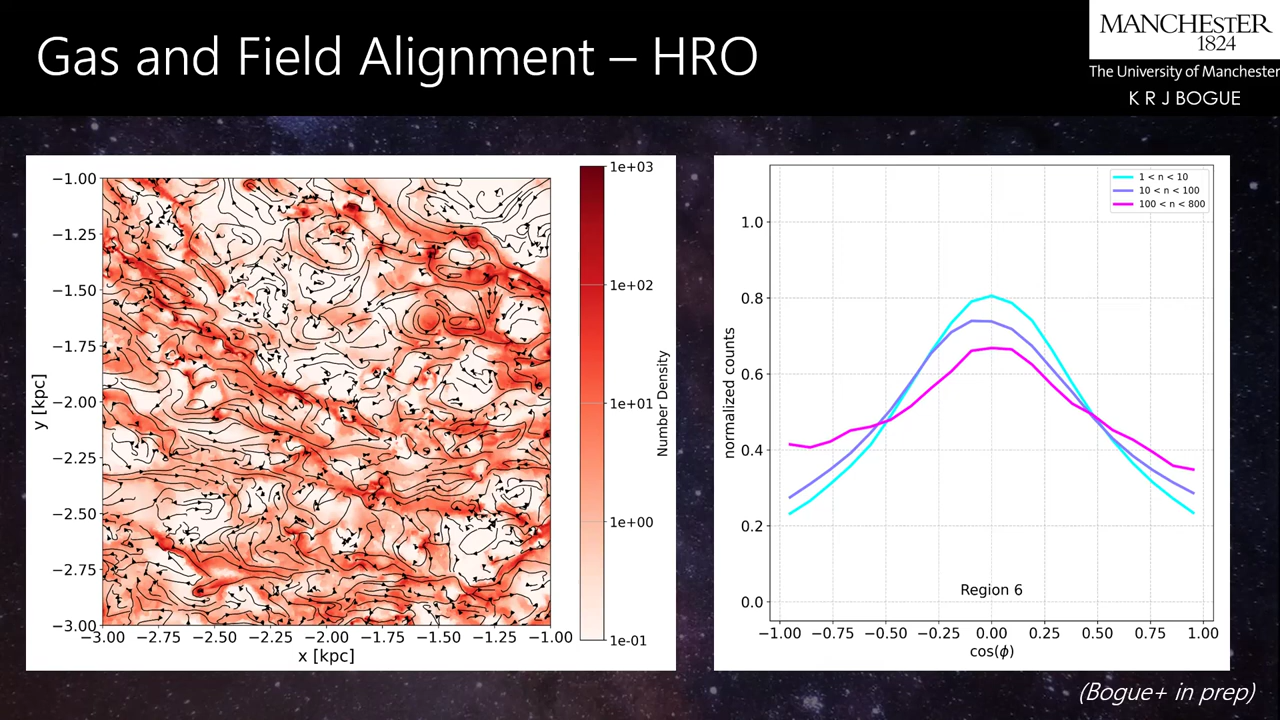 Gas and Field Alignment – HRO
MANCHESTER
1824
The University of Manchester
K R J BOGUE
−1.00
−1.25
−1.50
−1.75
−2.00
−2.25
−2.50
−2.75
−3.00
y [kpc]
−3.00 −2.75 −2.50 −2.25 −2.00 −1.75 −1.50 −1.25 −1.00
x [kpc]
1e+03
1e+02
1e+01
1e+00
1e-01
Number Density
1 < n < 10
10 < n < 100
100 < n < 800
1.0
0.8
0.6
0.4
0.2
0.0
normalized counts
Region 6
−1.00 −0.75 −0.50 −0.25 0.00 0.25 0.50 0.75 1.00
cos(ϕ)
(Bogue+ in prep)